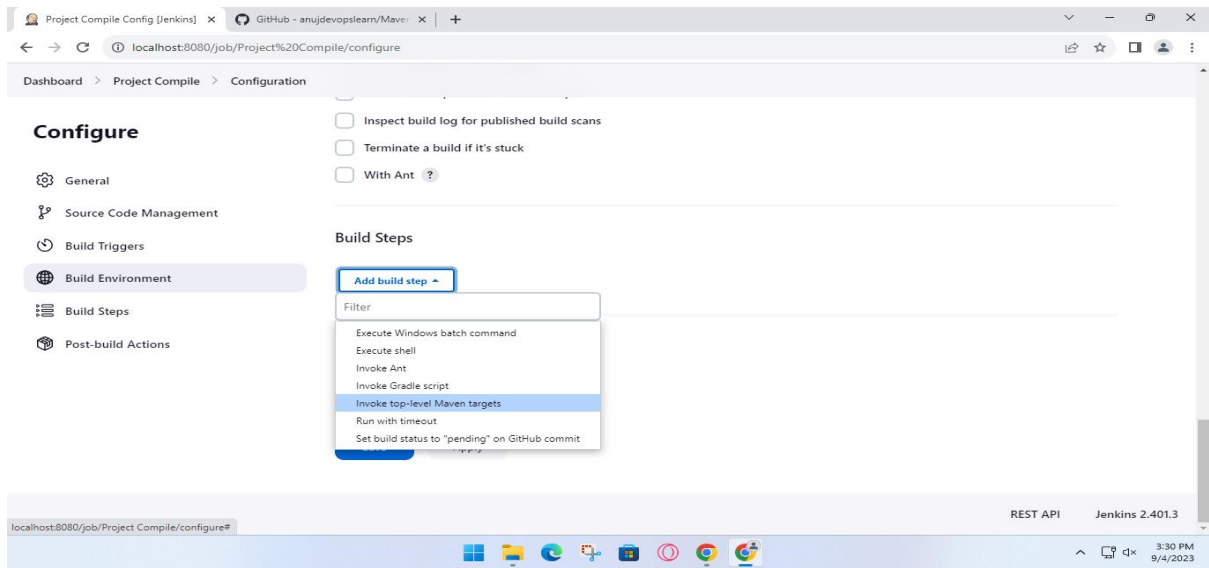 Project Compile Config [Jenkins]
GitHub - anujdevopslearn/Maven
localhost:8080/job/Project%20Compile/configure
Dashboard > Project Compile > Configuration
Configure
General
Source Code Management
Build Triggers
Build Environment
Build Steps
Post-build Actions
Inspect build log for published build scans
Terminate a build if it's stuck
With Ant ?
Build Steps
Add build step
Filter
Execute Windows batch command
Execute shell
Invoke Ant
Invoke Gradle script
Invoke top-level Maven targets
Run with timeout
Set build status to "pending" on GitHub commit
REST API Jenkins 2.401.3
localhost:8080/job/Project Compile/configure#
3:30 PM
9/4/2023